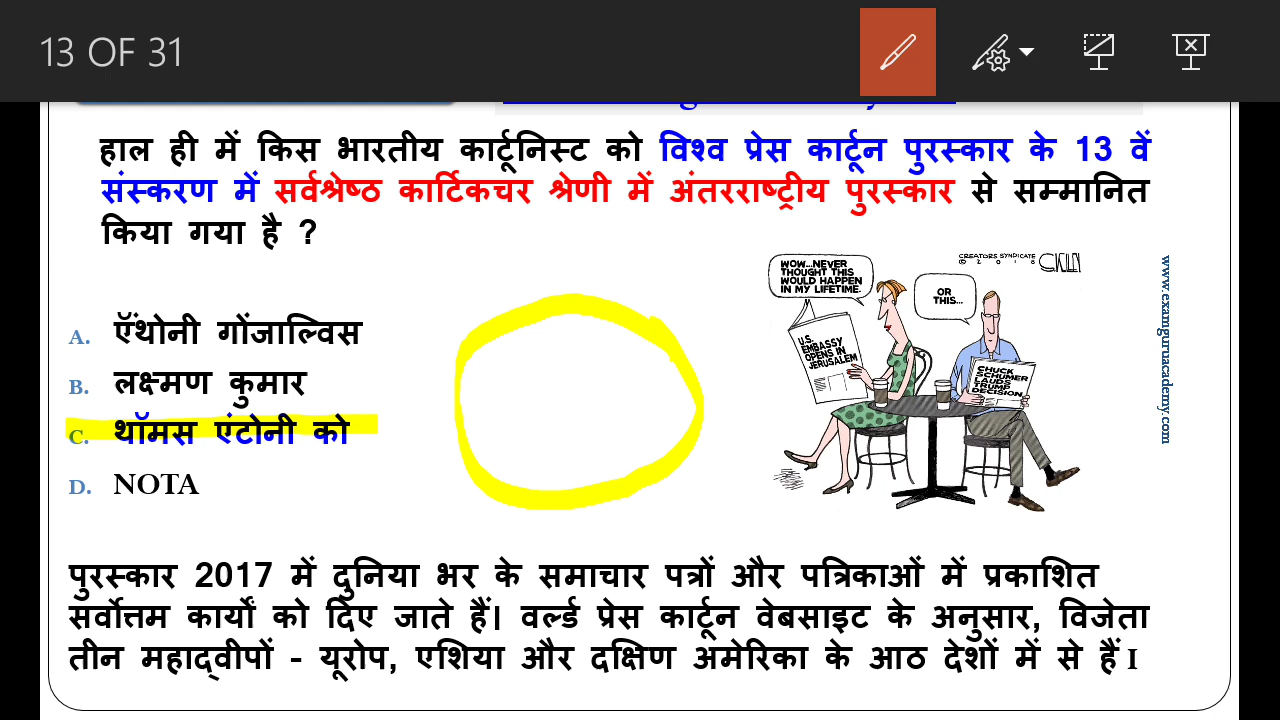 13 OF 31
हाल ही में किस भारतीय कार्टूनिस्ट को विश्व प्रेस कार्टून पुरस्कार के 13 वें
संस्करण में सर्वश्रेष्ठ कार्टिकचर श्रेणी में अंतरराष्ट्रीय पुरस्कार से सम्मानित
किया गया है ?
A. ऍंथोनी गोंजाल्विस
B. लक्ष्मण कुमार
C. थॉमस एंटोनी को
D. NOTA
WOW...NEVER
THOUGHT THIS
WOULD HAPPEN
IN MY LIFETIME.
OR
THIS...
CREATORS SYNDICATE
© 2018
U.S.
EMBASSY
OPENS IN
JERUSALEM
CHUCK
SCHUMER
LAUDS
TRUMP
DECISION
www.examguruacademy.com
पुरस्कार 2017 में दुनिया भर के समाचार पत्रों और पत्रिकाओं में प्रकाशित
सर्वोत्तम कार्यों को दिए जाते हैं। वर्ल्ड प्रेस कार्टून वेबसाइट के अनुसार, विजेता
तीन महाद्वीपों - यूरोप, एशिया और दक्षिण अमेरिका के आठ देशों में से हैं I